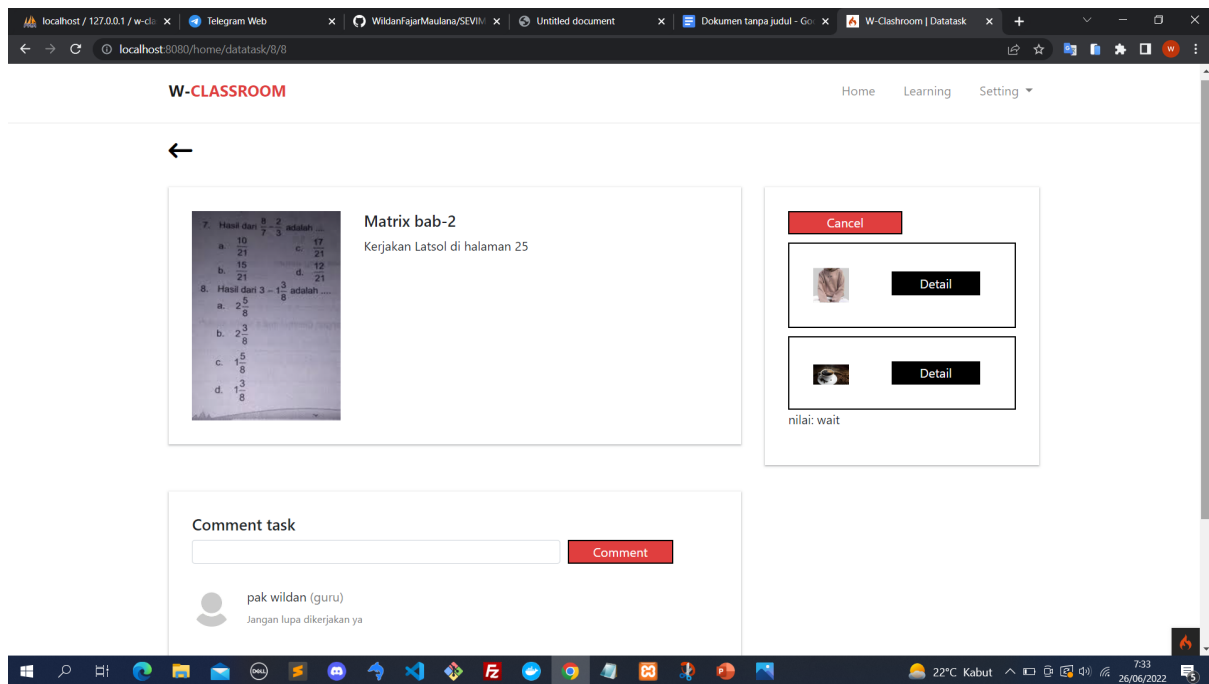 localhost / 127.0.0.1 / w-cla
Telegram Web
WildanFajarMaulana/SEVIM
Untitled document
Dokumen tanpa judul - Goo
W-Clashroom | Datatask
localhost:8080/home/datatask/8/8
W-CLASSROOM
Home Learning Setting
7. Hasil dari 8/7 - 2/3 adalah ...
a. 10/21 c. 17/21
b. 15/21 d. 12/21
8. Hasil dari 3 – 1 3/8 adalah ....
a. 2 5/8
b. 2 3/8
c. 1 5/8
d. 1 3/8
Matrix bab-2
Kerjakan Latsol di halaman 25
Cancel
Detail
Detail
nilai: wait
Comment task
Comment
pak wildan (guru)
Jangan lupa dikerjakan ya
22°C Kabut
7:33
26/06/2022